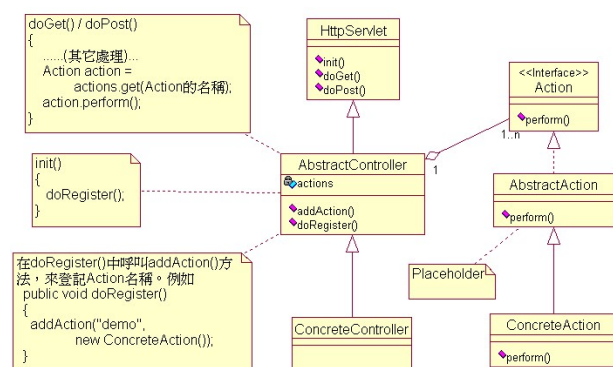 doGet() / doPost()
{
......(其它處理)...
Action action =
actions.get(Action的名稱);
action.perform();
}
init()
{
doRegister();
}
在doRegister()中呼叫addAction()方
法，來登記Action名稱。例如
public void doRegister()
{
addAction("demo",
new ConcreteAction());
}
HttpServlet
init()
doGet()
doPost()
AbstractController
actions
addAction()
doRegister()
ConcreteController
1
1..n
<<Interface>>
Action
perform()
AbstractAction
perform()
Placeholder
ConcreteAction
perform()